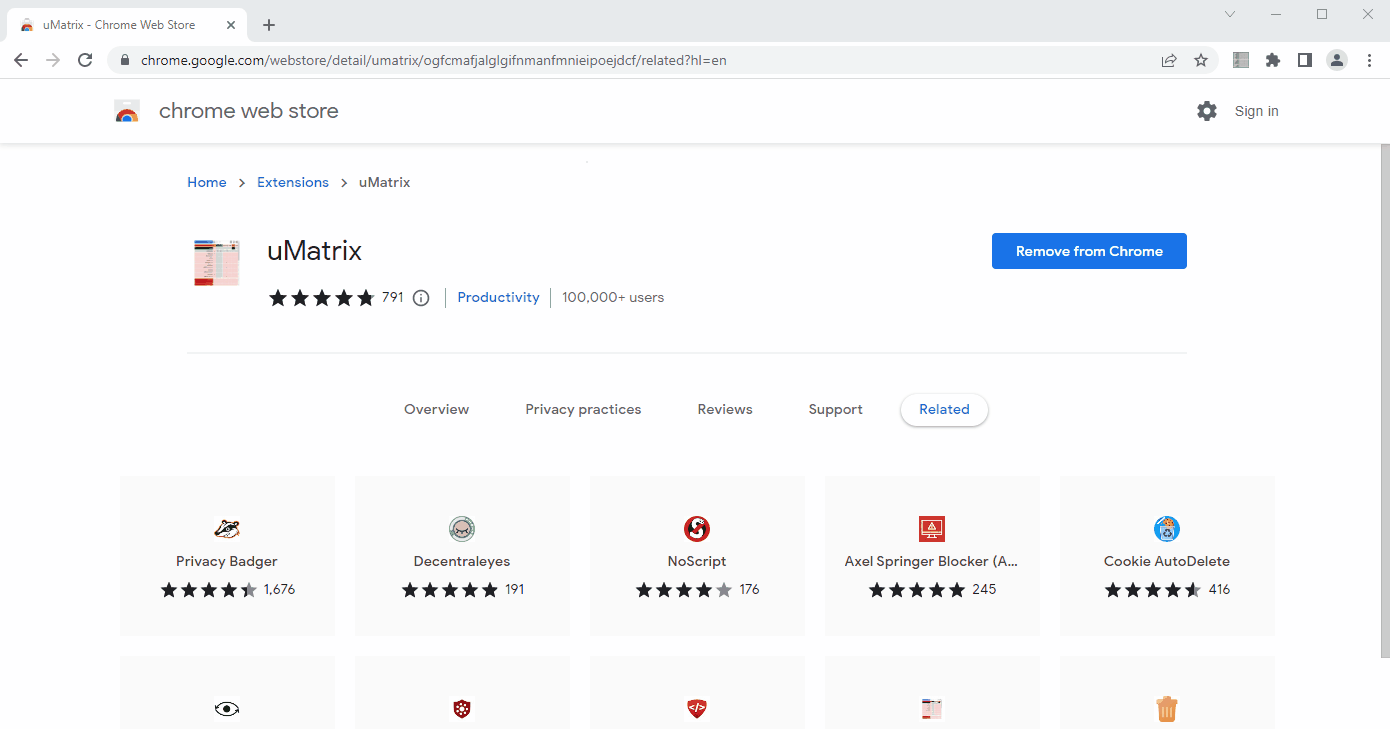 uMatrix - Chrome Web Store
chrome.google.com/webstore/detail/umatrix/ogfcmafjalglgifnmanfmnieipoejdcf/related?hl=en
chrome web store
Sign in
Home > Extensions > uMatrix
uMatrix
Remove from Chrome
791 Productivity 100,000+ users
Overview Privacy practices Reviews Support Related
Privacy Badger Decentraleyes NoScript Axel Springer Blocker (A... Cookie AutoDelete
1,676 191 176 245 416